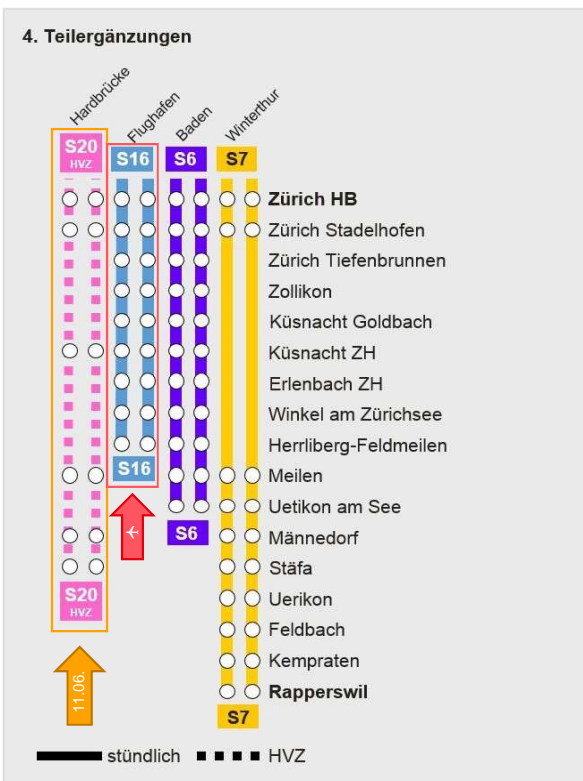 4. Teilergänzungen
Hardbrücke
Flughafen
Baden
Winterthur
S20
HVZ
S16
S6
S7
Zürich HB
Zürich Stadelhofen
Zürich Tiefenbrunnen
Zollikon
Küsnacht Goldbach
Küsnacht ZH
Erlenbach ZH
Winkel am Zürichsee
Herrliberg-Feldmeilen
S16
Meilen
Uetikon am See
S6
Männedorf
Stäfa
S20
HVZ
Uerikon
Feldbach
Kempraten
Rapperswil
S7
11.06.
stündlich
HVZ